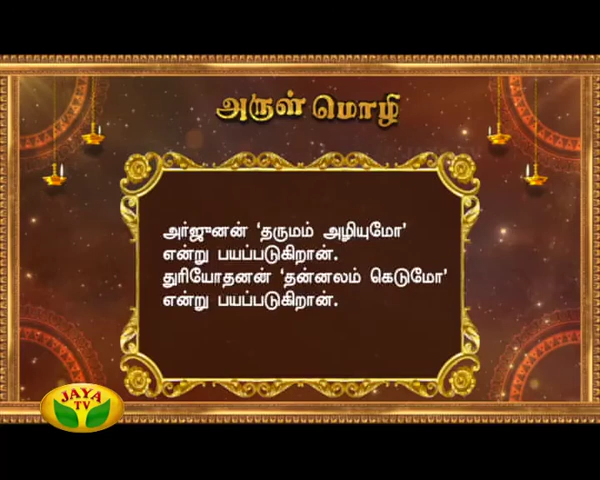 அருள் மொழி
அர்ஜுனன் ‘தருமம் அழியுமோ’
என்று பயப்படுகிறான்.
துரியோதனன் ‘தன்னலம் கெடுமோ’
என்று பயப்படுகிறான்.
JAYA
TV